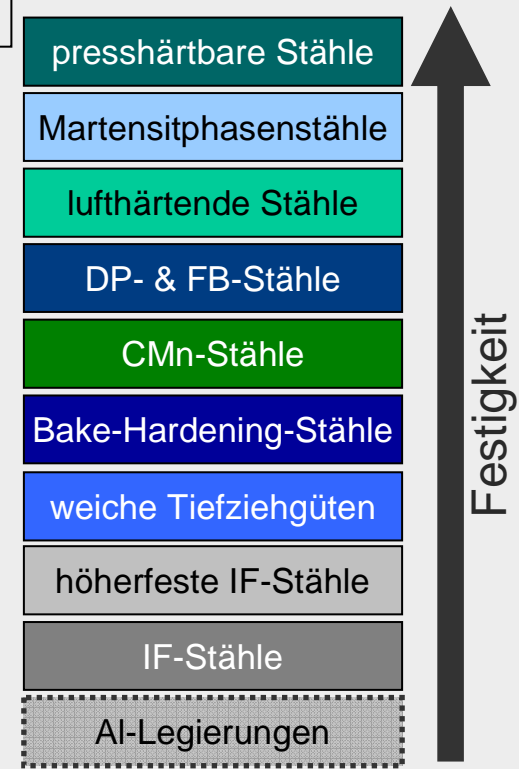 presshärtbare Stähle
Martensitphasenstähle
lufthärtende Stähle
DP- & FB-Stähle
CMn-Stähle
Bake-Hardening-Stähle
weiche Tiefziehgüten
höherfeste IF-Stähle
IF-Stähle
Al-Legierungen
Festigkeit